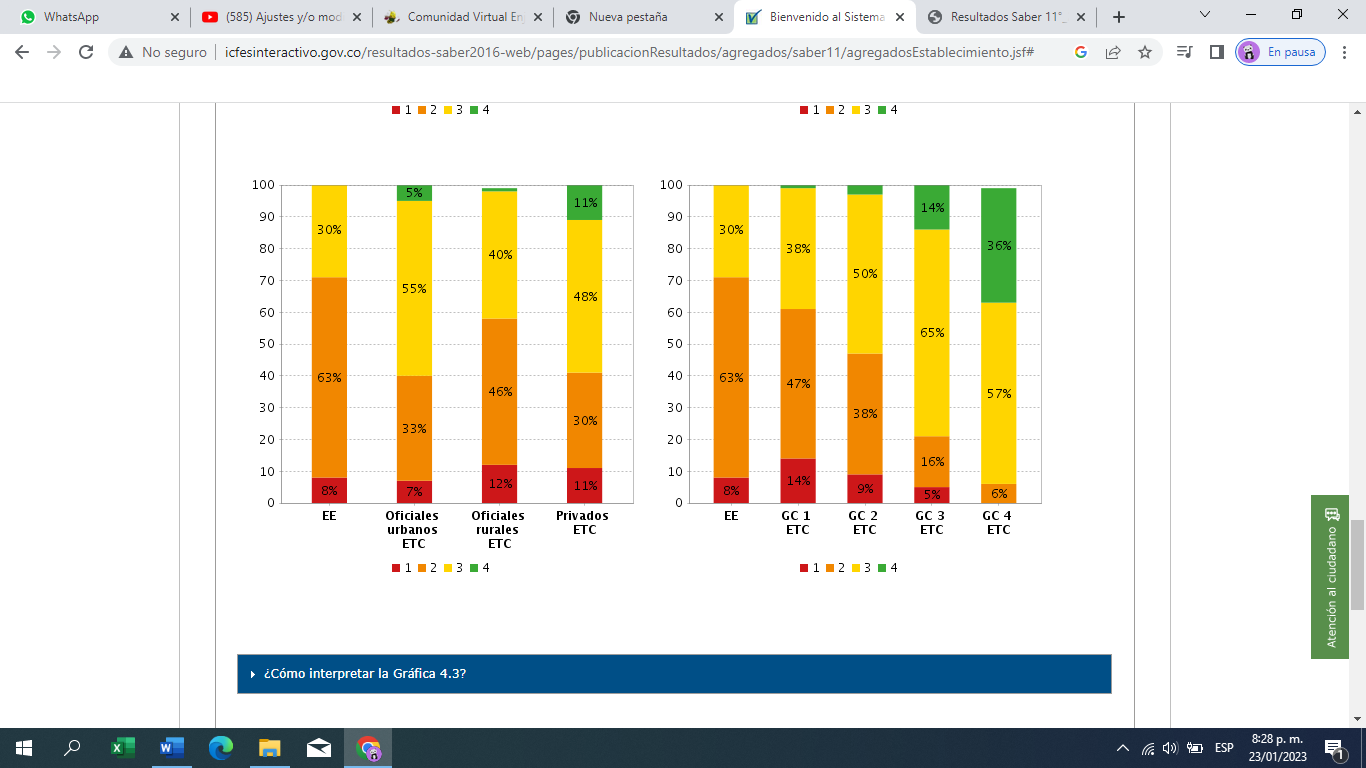 WhatsApp
(585) Ajustes y/o mod
Comunidad Virtual En
Nueva pestaña
Bienvenido al Sistema
Resultados Saber 11°_
No seguro
icfesinteractivo.gov.co/resultados-saber2016-web/pages/publicacionResultados/agregados/saber11/agregadosEstablecimiento.jsf#
En pausa
1 2 3 4
1 2 3 4
100
90
80
70
60
50
40
30
20
10
0
30%
63%
8%
5%
55%
33%
7%
40%
46%
12%
11%
48%
30%
11%
EE
Oficiales urbanos ETC
Oficiales rurales ETC
Privados ETC
1 2 3 4
100
90
80
70
60
50
40
30
20
10
0
30%
63%
8%
38%
47%
14%
50%
38%
9%
14%
65%
16%
5%
36%
57%
6%
EE
GC 1 ETC
GC 2 ETC
GC 3 ETC
GC 4 ETC
1 2 3 4
Atención al ciudadano
¿Cómo interpretar la Gráfica 4.3?
ESP
8:28 p. m.
23/01/2023
1